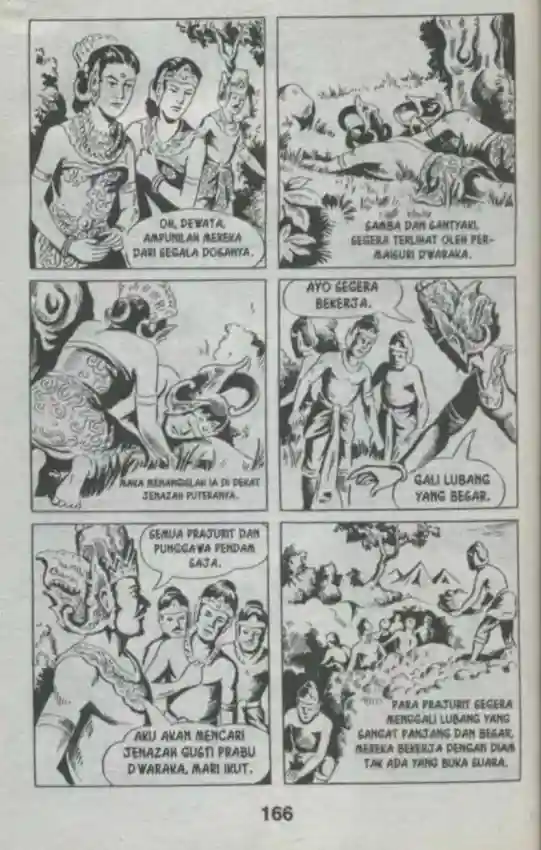 OH, DEWATA,
AMPUNILAH MEREKA
DARI SEGALA DOSANYA.
SAMBA DAN SANTYAKI,
SEGERA TERLIHAT OLEH PER-
MAISURI DWARAKA.
MAKA MENANGISLAH IA DI DEKAT
JENAZAH PUTERANYA.
AYO SEGERA
BEKERJA.
GALI LUBANG
YANG BESAR.
SEMUA PRAJURIT DAN
PUNGGAWA PENDAM
SAJA.
AKU AKAN MENCARI
JENAZAH GUSTI PRABU
DWARAKA, MARI IKUT.
PARA PRAJURIT SEGERA
MENGGALI LUBANG YANG
SANGAT PANJANG DAN BESAR,
MEREKA BEKERJA DENGAN DIAM
TAK ADA YANG BUKA SUARA.
166